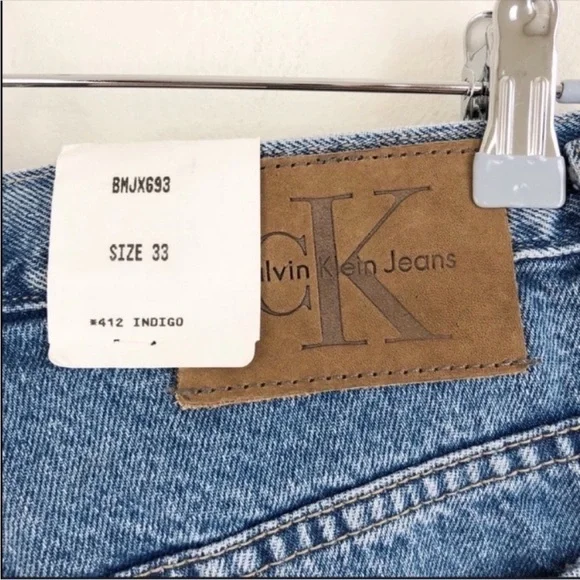 BMJX693
SIZE 33
#412 INDIGO
CK
alvin Klein Jeans